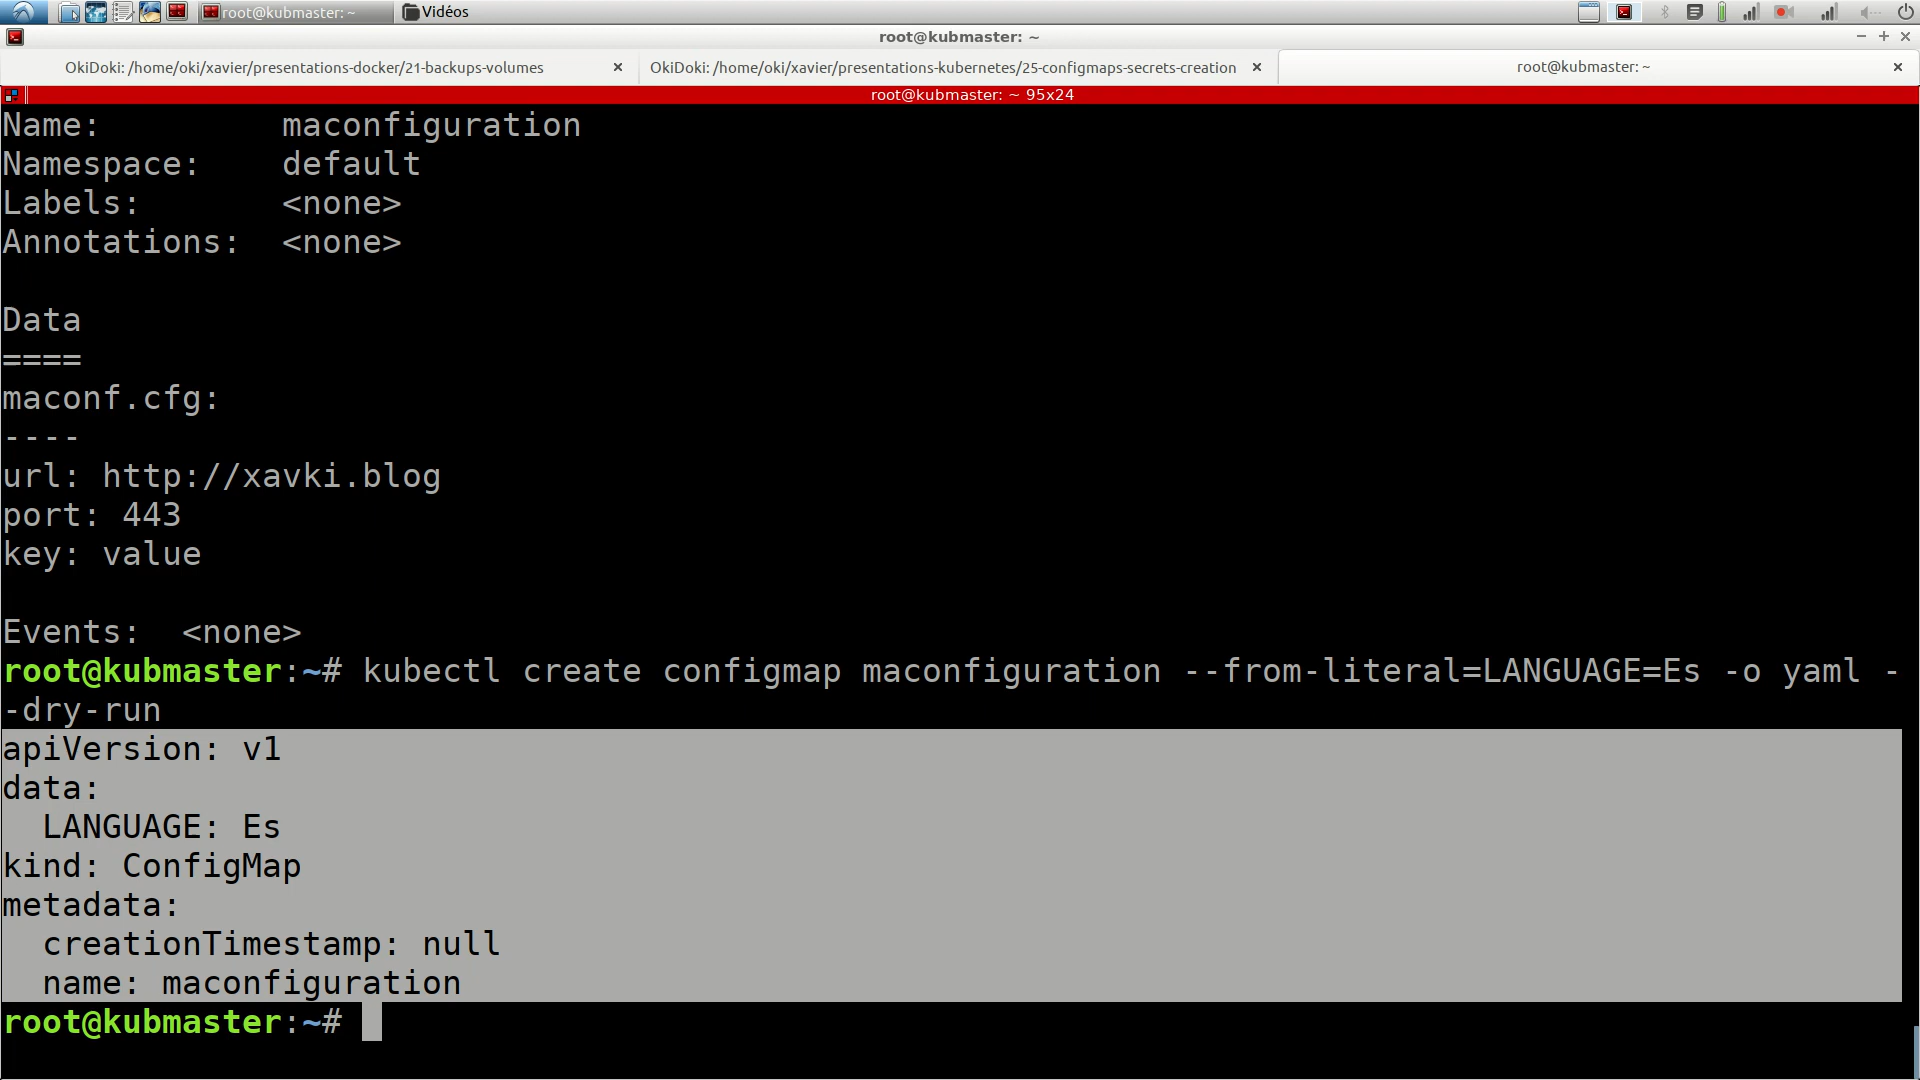 root@kubmaster: ~
Vidéos
root@kubmaster: ~
OkiDoki: /home/oki/xavier/presentations-docker/21-backups-volumes
OkiDoki: /home/oki/xavier/presentations-kubernetes/25-configmaps-secrets-creation
root@kubmaster: ~
root@kubmaster: ~ 95x24
Name:         maconfiguration
Namespace:    default
Labels:       <none>
Annotations:  <none>
Data
====
maconf.cfg:
----
url: http://xavki.blog
port: 443
key: value
Events:  <none>
root@kubmaster:~# kubectl create configmap maconfiguration --from-literal=LANGUAGE=Es -o yaml -
-dry-run
apiVersion: v1
data:
  LANGUAGE: Es
kind: ConfigMap
metadata:
  creationTimestamp: null
  name: maconfiguration
root@kubmaster:~#